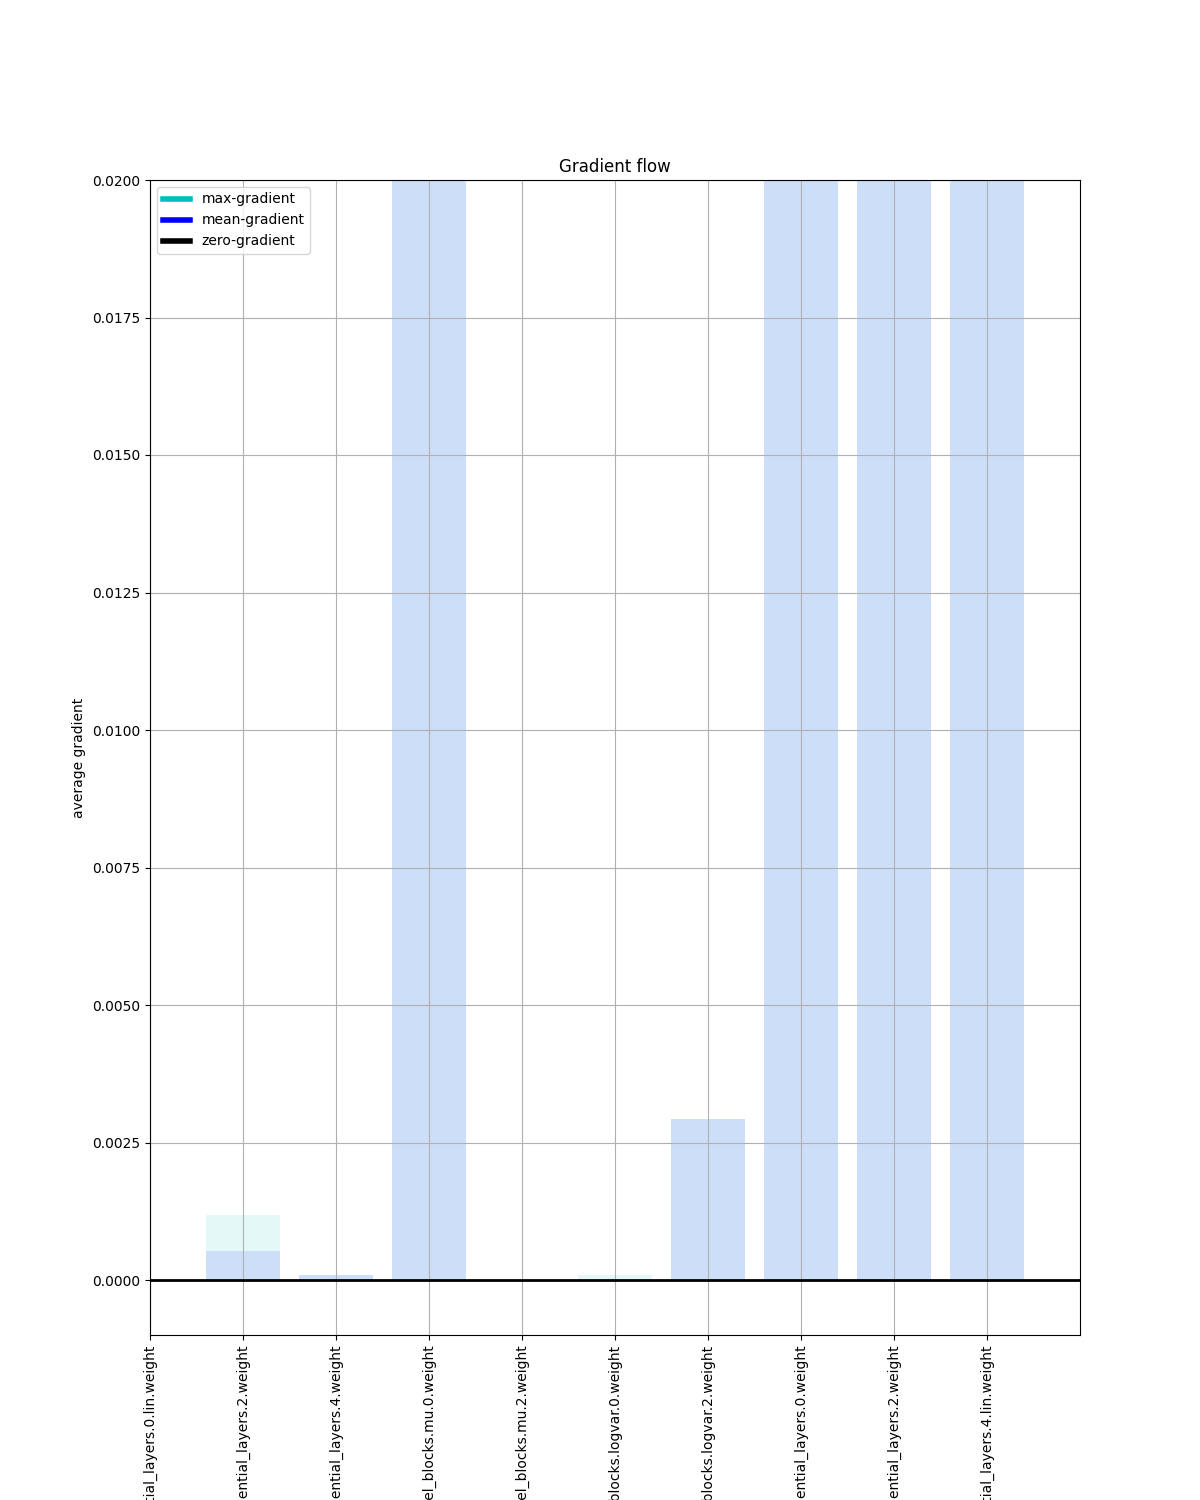 Gradient flow
max-gradient
mean-gradient
zero-gradient
0.0200
0.0175
0.0150
0.0125
0.0100
0.0075
0.0050
0.0025
0.0000
average gradient
tial_layers.0.lin.weight
ential_layers.2.weight
ential_layers.4.weight
el_blocks.mu.0.weight
el_blocks.mu.2.weight
blocks.logvar.0.weight
blocks.logvar.2.weight
ential_layers.0.weight
ential_layers.2.weight
tial_layers.4.lin.weight